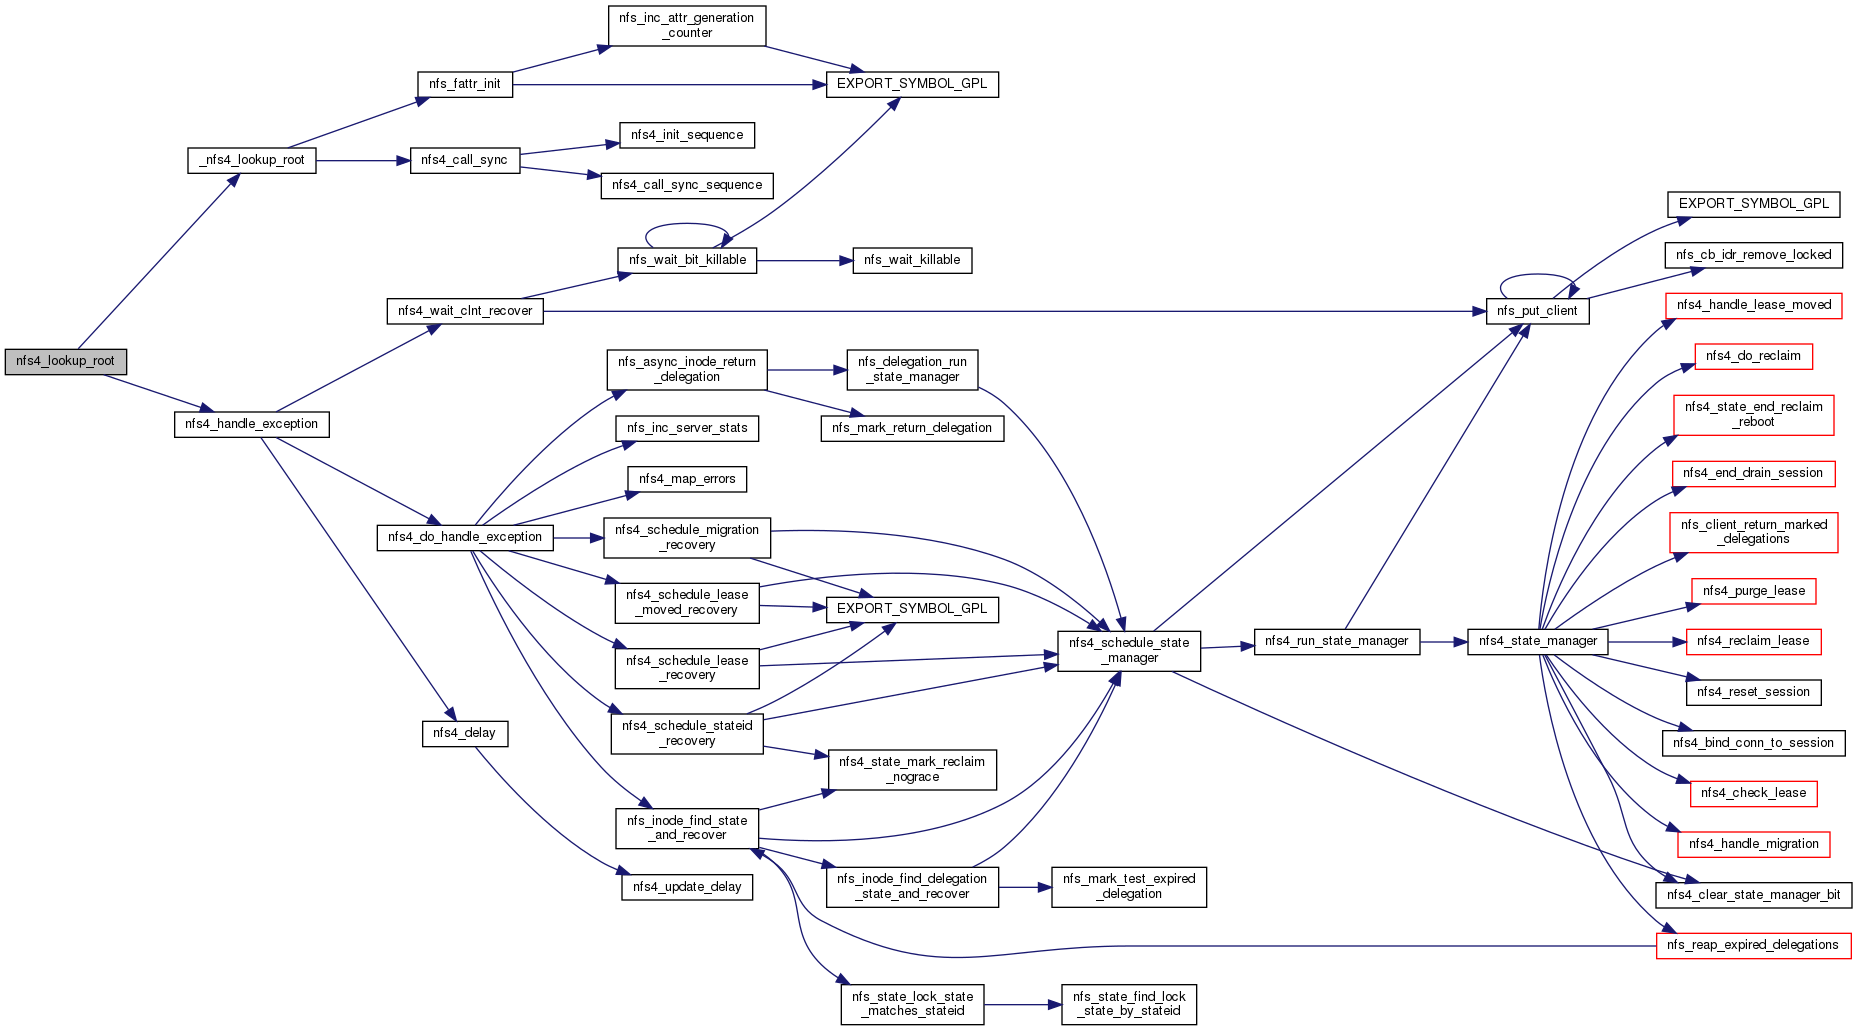 nfs_inc_attr_generation
_counter
nfs_fattr_init
EXPORT_SYMBOL_GPL
nfs4_init_sequence
_nfs4_lookup_root
nfs4_call_sync
nfs4_call_sync_sequence
EXPORT_SYMBOL_GPL
nfs_wait_bit_killable
nfs_wait_killable
nfs_cb_idr_remove_locked
nfs4_wait_clnt_recover
nfs_put_client
nfs4_handle_lease_moved
nfs4_lookup_root
nfs_async_inode_return
_delegation
nfs_delegation_run
_state_manager
nfs4_do_reclaim
nfs4_handle_exception
nfs_inc_server_stats
nfs_mark_return_delegation
nfs4_state_end_reclaim
_reboot
nfs4_map_errors
nfs4_end_drain_session
nfs4_do_handle_exception
nfs4_schedule_migration
_recovery
nfs_client_return_marked
_delegations
nfs4_schedule_lease
_moved_recovery
EXPORT_SYMBOL_GPL
nfs4_purge_lease
nfs4_schedule_lease
_recovery
nfs4_schedule_state
_manager
nfs4_run_state_manager
nfs4_state_manager
nfs4_reclaim_lease
nfs4_reset_session
nfs4_delay
nfs4_schedule_stateid
_recovery
nfs4_bind_conn_to_session
nfs4_state_mark_reclaim
_nograce
nfs4_check_lease
nfs_inode_find_state
_and_recover
nfs4_handle_migration
nfs4_update_delay
nfs_inode_find_delegation
_state_and_recover
nfs_mark_test_expired
_delegation
nfs4_clear_state_manager_bit
nfs_reap_expired_delegations
nfs_state_lock_state
_matches_stateid
nfs_state_find_lock
_state_by_stateid